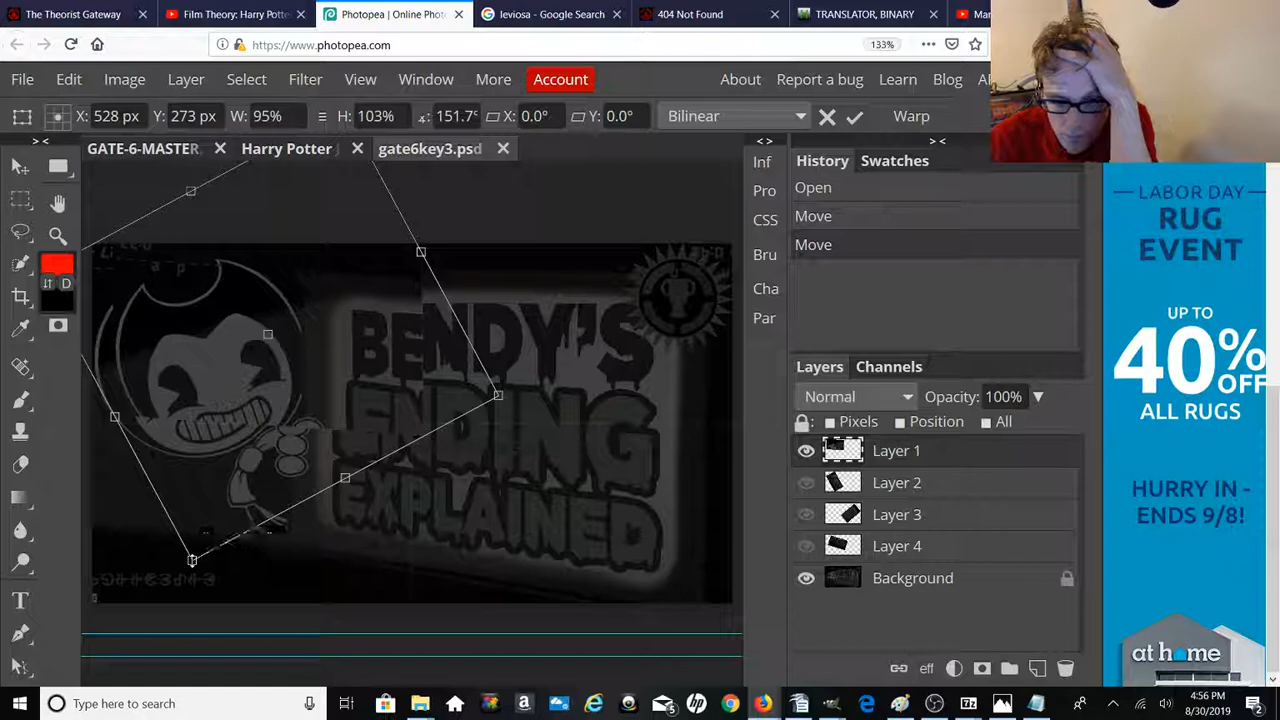 The Theorist Gateway
Film Theory: Harry Potter
Photopea | Online Phot
leviosa - Google Search
404 Not Found
TRANSLATOR, BINARY
https://www.photopea.com
133%
File Edit Image Layer Select Filter View Window More Account About Report a bug Learn Blog
X: 528 px Y: 273 px W: 95% H: 103% 151.7° X: 0.0° Y: 0.0° Bilinear Warp
GATE-6-MASTER.
Harry Potter
gate6key3.psd
> <
< >
> <
Inf
Pro
CSS
Bru
Cha
Par
D
T
BENDY'S
ENDING
EXPLAINED
History Swatches
Open
Move
Move
Layers Channels
Normal Opacity: 100%
Pixels Position All
Layer 1
Layer 2
Layer 3
Layer 4
Background
eff
LABOR DAY
RUG
EVENT
UP TO
40% OFF
ALL RUGS
HURRY IN -
ENDS 9/8!
at home
Type here to search
5
4:56 PM
8/30/2019
2